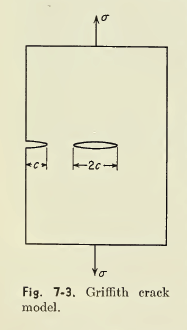 σ
c
2c
σ
Fig. 7-3. Griffith crack
model.